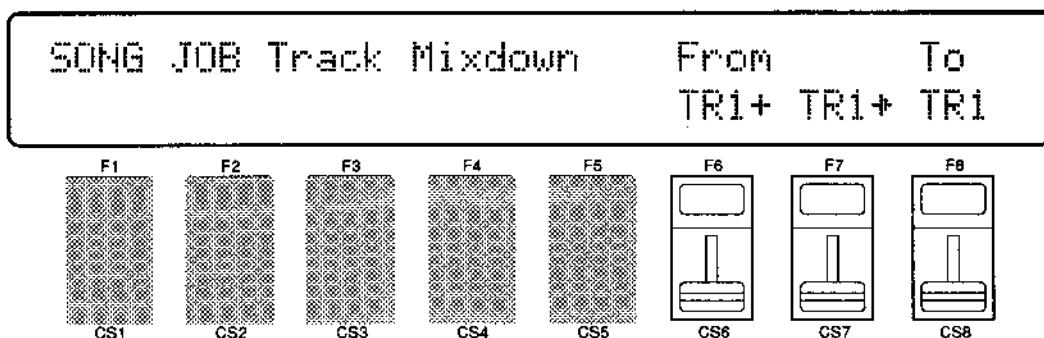 SONG JOB Track Mixdown From To
TR1+ TR1→ TR1
F1 F2 F3 F4 F5 F6 F7 F8
CS1 CS2 CS3 CS4 CS5 CS6 CS7 CS8